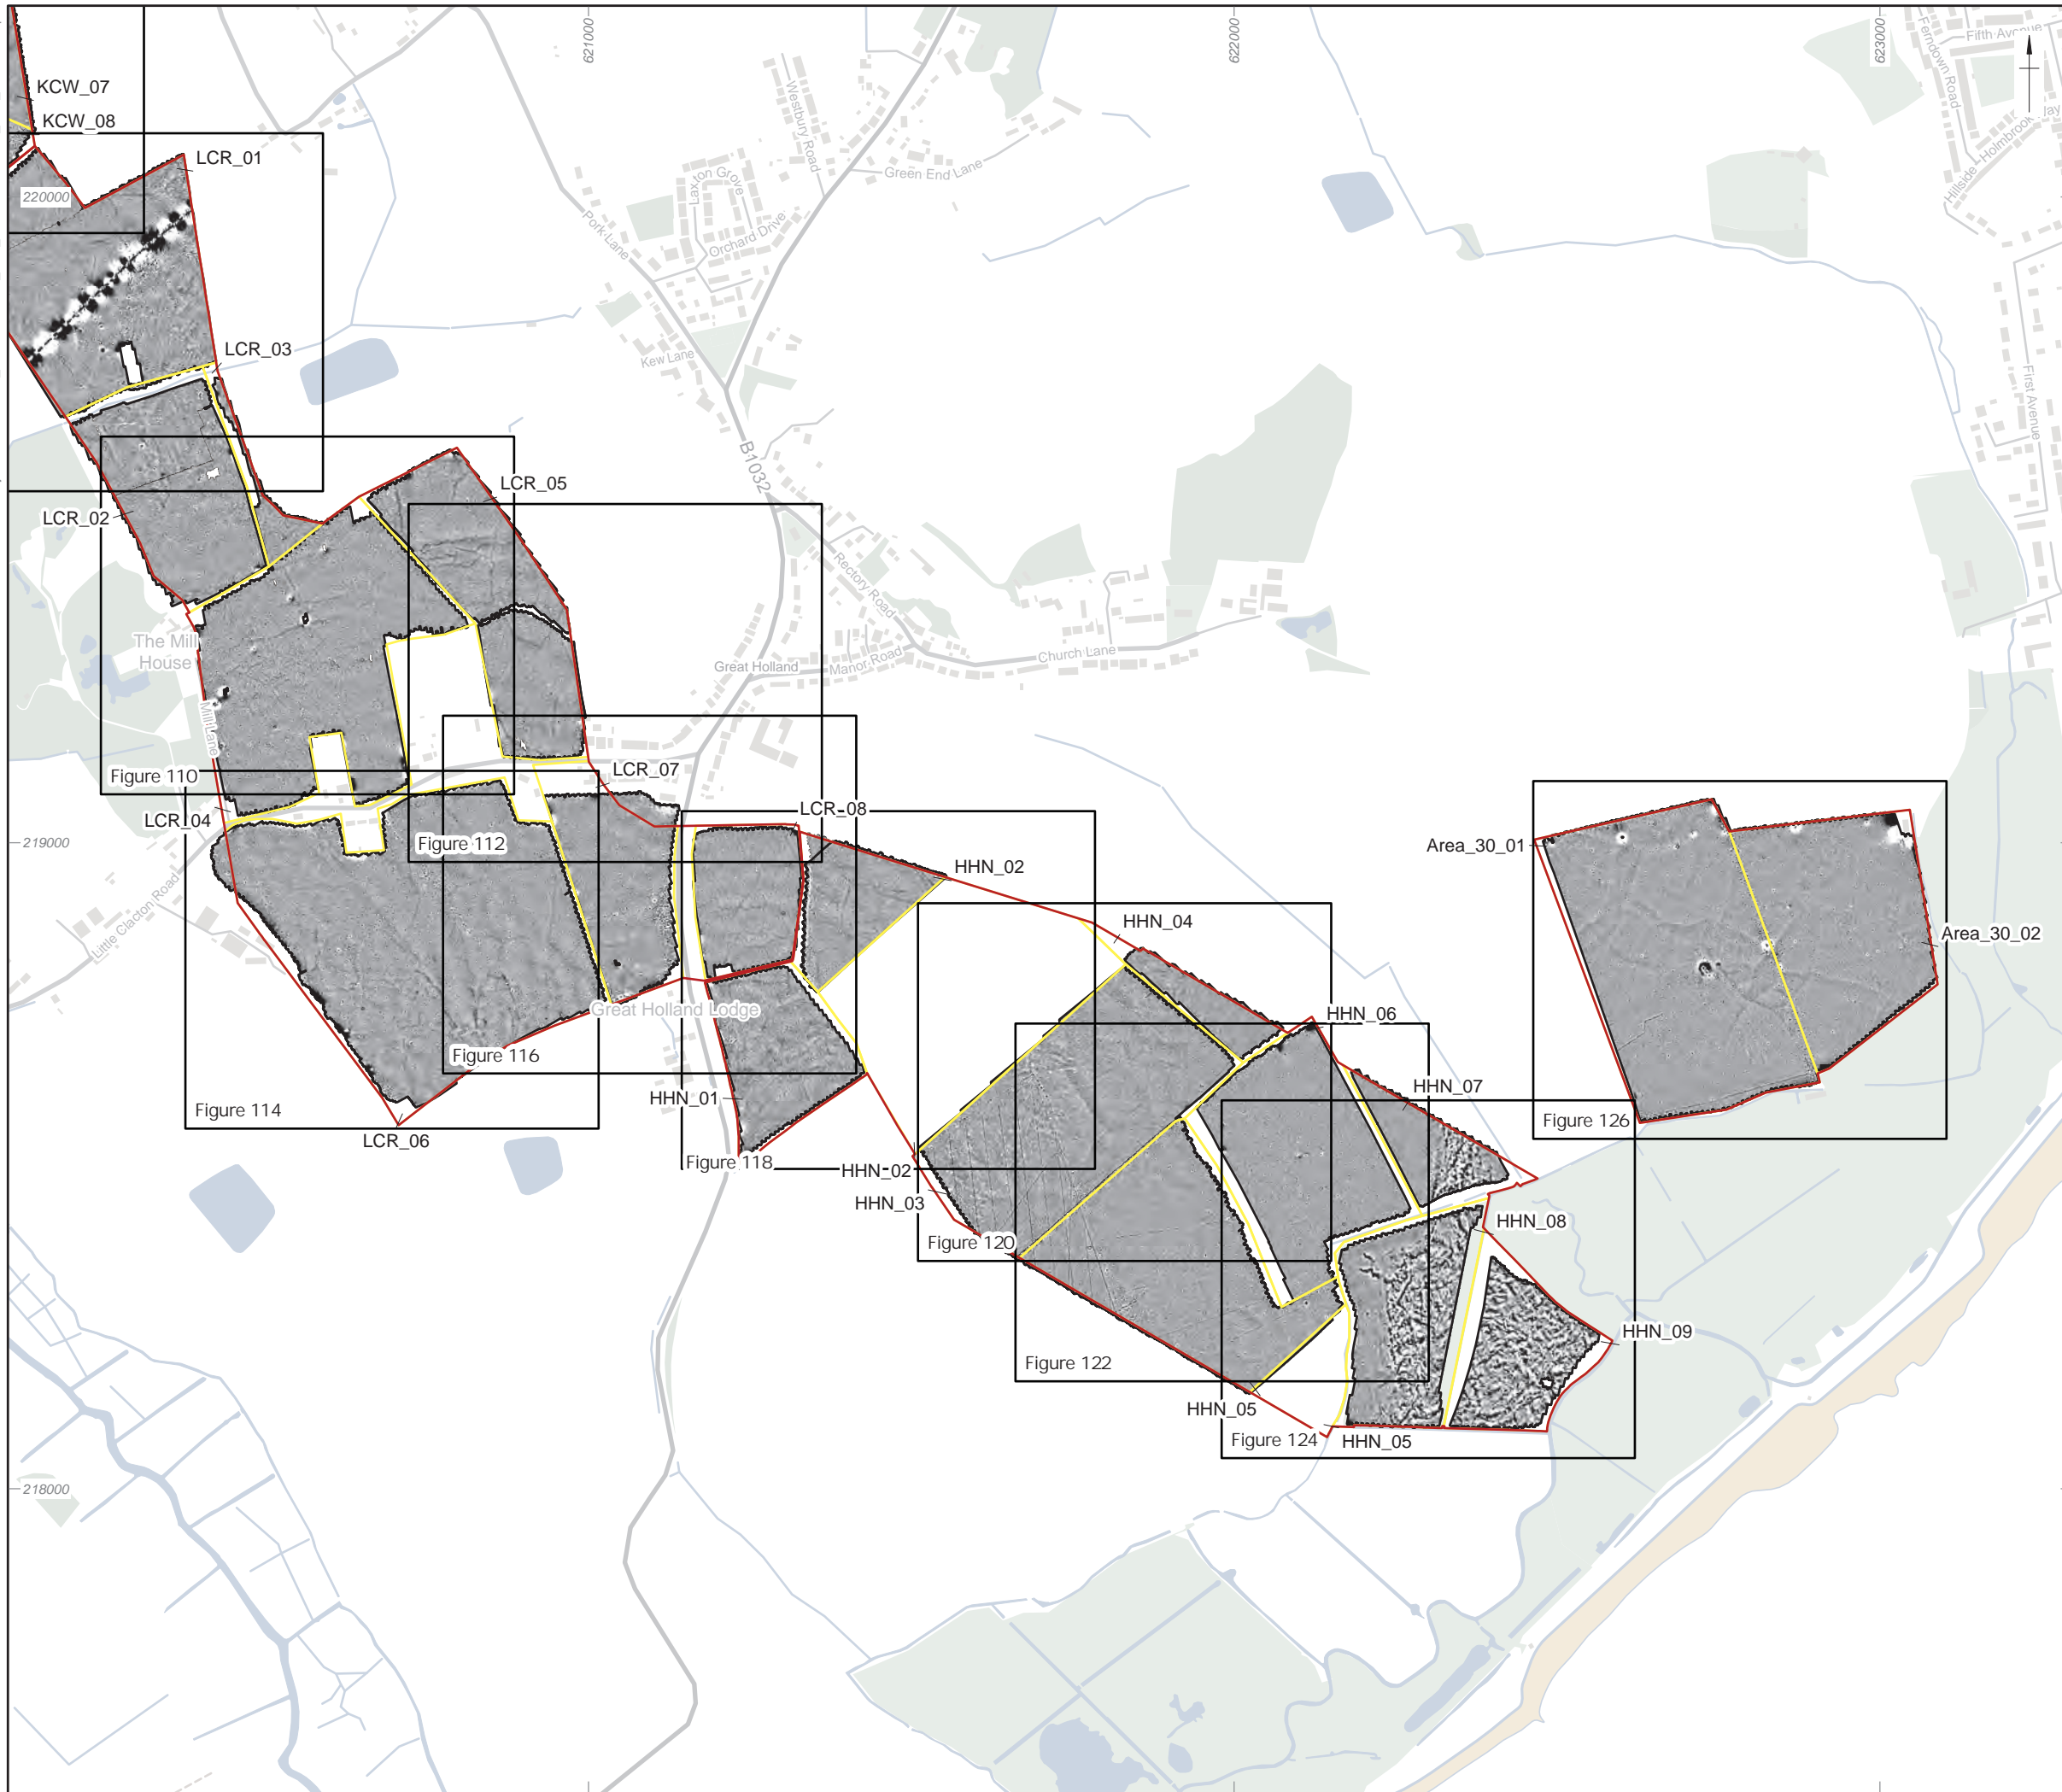 621000
622000
623000
Fifth Avenue
Ferndown Road
Holmbrook Way
Hillside
KCW_07
KCW_08
LCR_01
220000
Westbury Road
Green End Lane
Laxton Grove
Orchard Drive
Pork Lane
LCR_03
Kew Lane
First Avenue
B1032
LCR_05
LCR_02
Rectory Road
The Mill
House
Church Lane
Manor Road
Great Holland
Mill Lane
Figure 110
LCR_07
LCR_04
LCR_08
Figure 112
219000
Area_30_01
HHN_02
Little Clacton Road
HHN_04
Area_30_02
Great Holland Lodge
HHN_06
Figure 116
HHN_07
HHN_01
Figure 114
Figure 126
LCR_06
Figure 118
HHN_02
HHN_03
HHN_08
Figure 120
HHN_09
Figure 122
HHN_05
Figure 124
HHN_05
218000